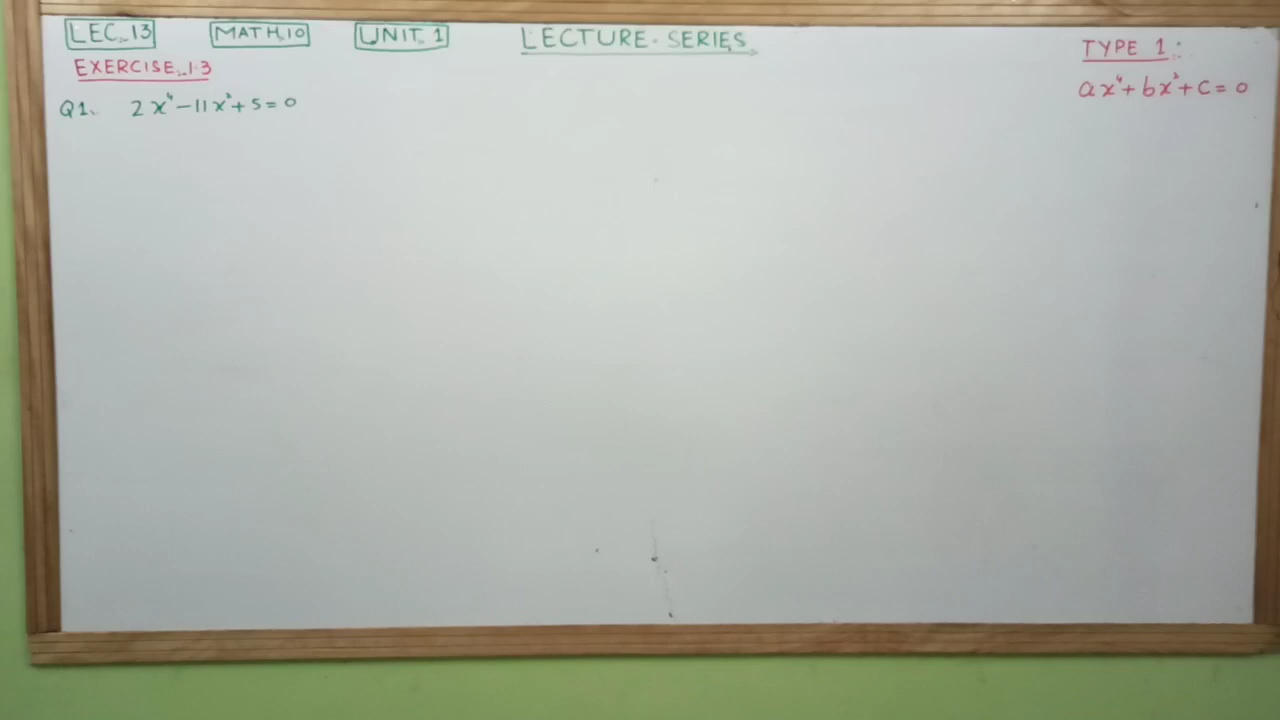 LEC. 13 MATH.10 UNIT. 1 LECTURE. SERIES
EXERCISE. 1.3
Q1. 2x⁴-11x²+5=0
TYPE 1:
ax⁴+bx²+c=0